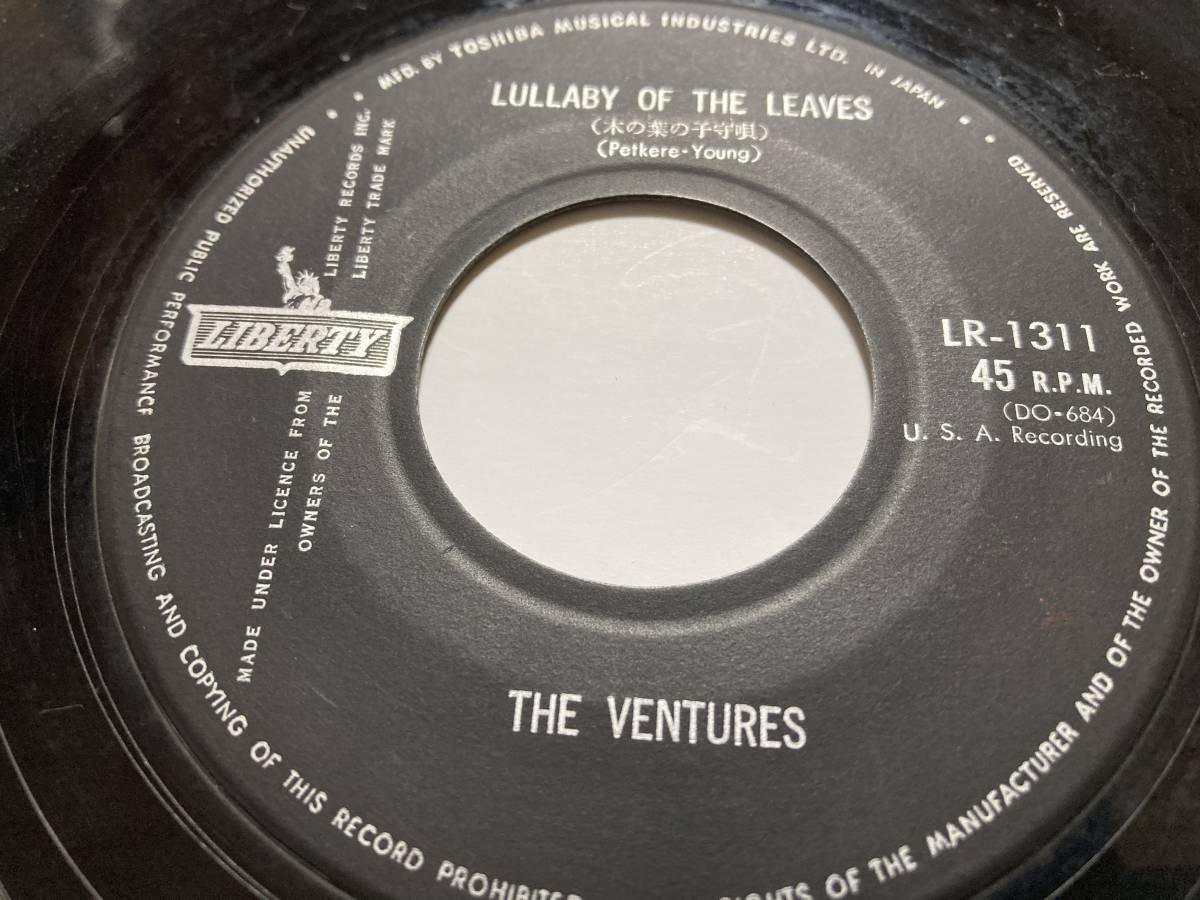 MFD. BY TOSHIBA MUSICAL INDUSTRIES LTD. IN JAPAN
LULLABY OF THE LEAVES
(木の葉の子守唄)
(Petkere-Young)
LIBERTY RECORDS INC.
LIBERTY TRADE MARK
LIBERTY
MADE UNDER LICENCE FROM
OWNERS OF THE
LR-1311
45 R.P.M.
(DO-684)
U. S. A. Recording
THE VENTURES
UNAUTHORIZED PUBLIC PERFORMANCE BROADCASTING AND COPYING OF THIS RECORD PROHIBITED
OF THE MANUFACTURER AND OF THE OWNER OF THE RECORDED WORK ARE RESERVED